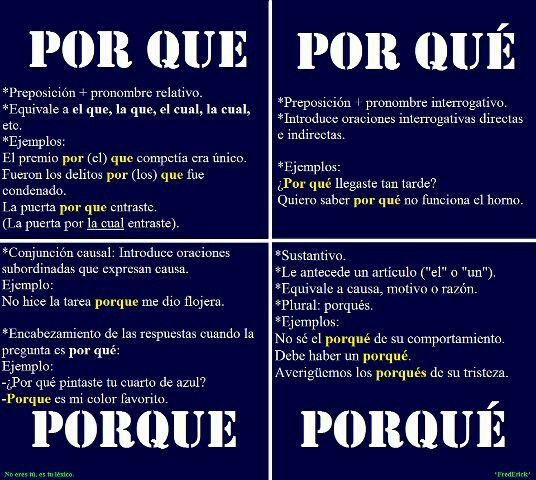 POR QUE
*Preposición + pronombre relativo.
*Equivale a el que, la que, el cual, la cual,
etc.
*Ejemplos:
El premio por (el) que competía era único.
Fueron los delitos por (los) que fue
condenado.
La puerta por que entraste.
(La puerta por la cual entraste).
POR QUÉ
*Preposición + pronombre interrogativo.
*Introduce oraciones interrogativas directas
e indirectas.
*Ejemplos:
¿Por qué llegaste tan tarde?
Quiero saber por qué no funciona el horno.
*Conjunción causal: Introduce oraciones
subordinadas que expresan causa.
Ejemplo:
No hice la tarea porque me dio flojera.
*Encabezamiento de las respuestas cuando la
pregunta es por qué:
Ejemplo:
-¿Por qué pintaste tu cuarto de azul?
-Porque es mi color favorito.
PORQUE
No eres tú, es tu léxico.
*Sustantivo.
*Le antecede un artículo ("el" o "un").
*Equivale a causa, motivo o razón.
*Plural: porqués.
*Ejemplos:
No sé el porqué de su comportamiento.
Debe haber un porqué.
Averigüemos los porqués de su tristeza.
PORQUÉ
*FredErick*